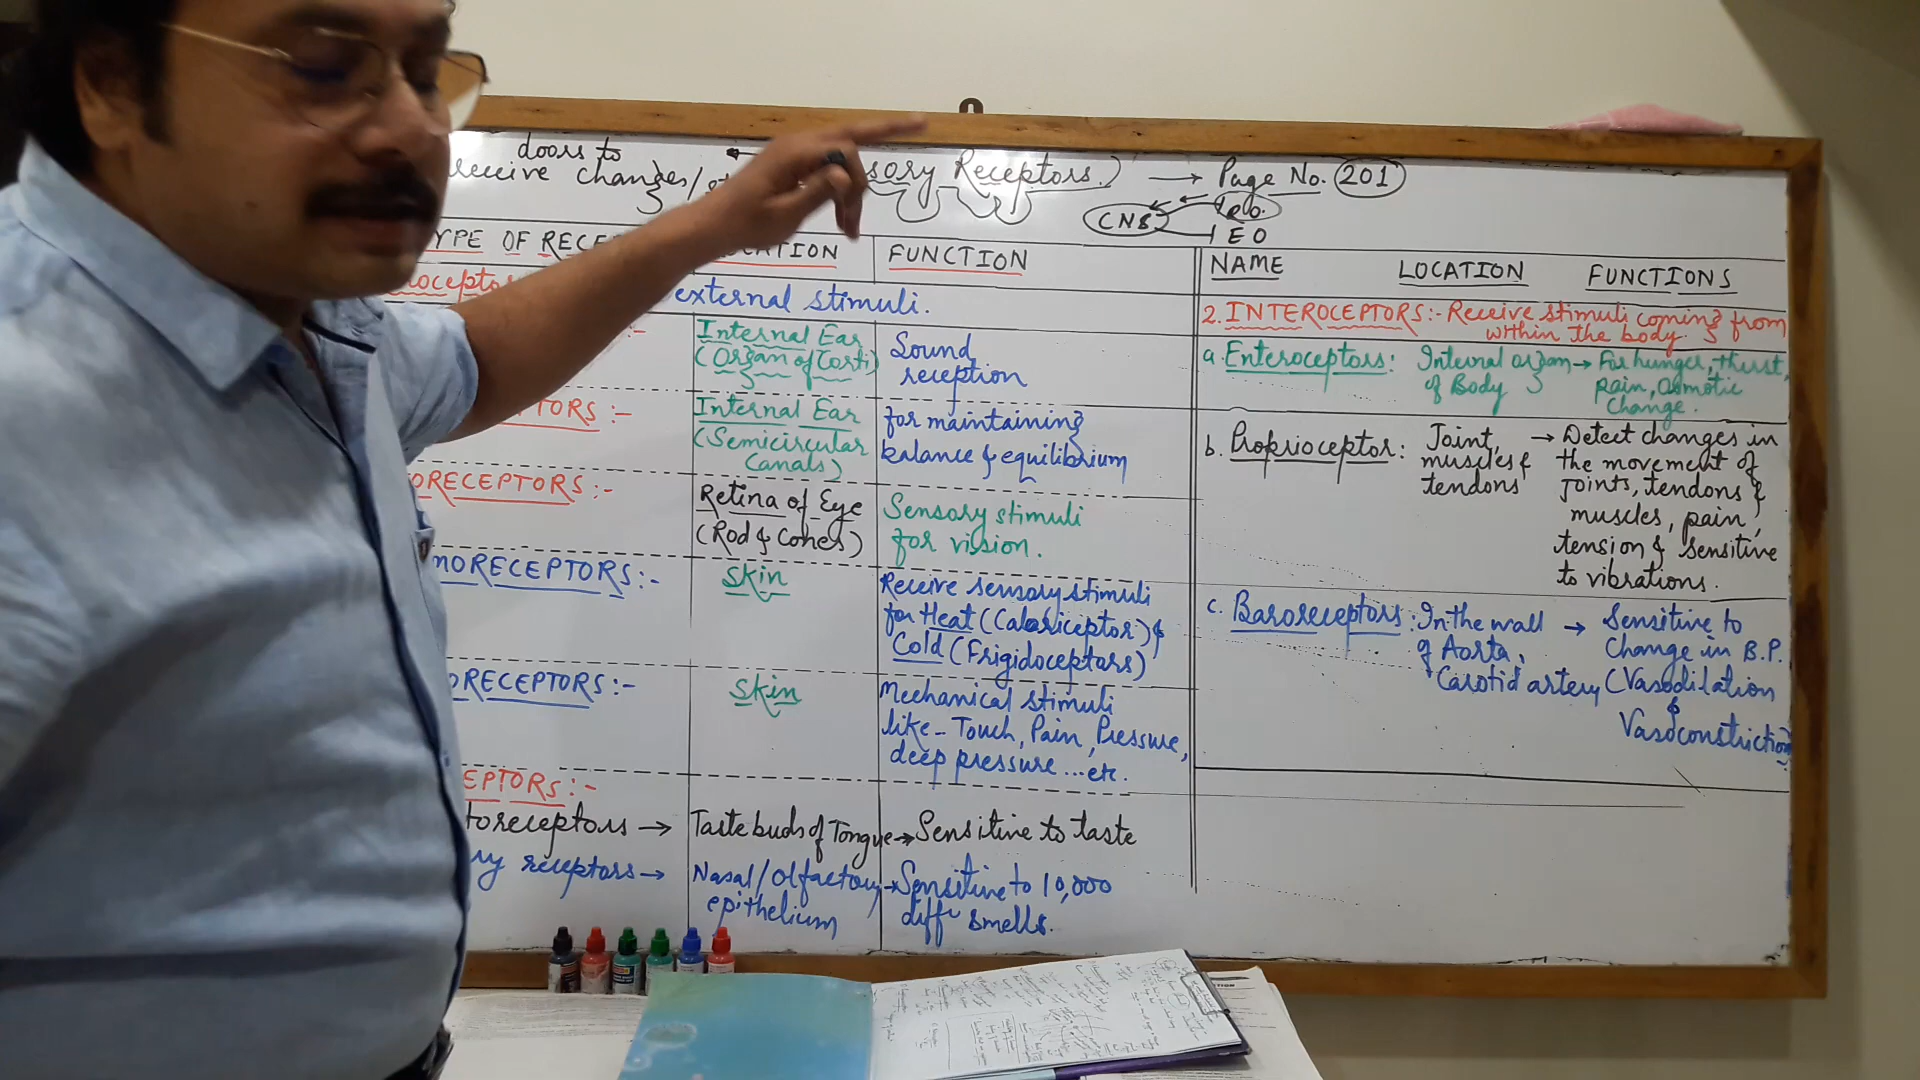 doors to
receive changes/
sory Receptors.) → Page No. 201
CNS
R O.
E O
YPE OF RECE
ATION
FUNCTION
oceptor
external stimuli.
Internal Ear
(Organ of Corti)
Sound
reception
TORS :-
Internal Ear
(Semicircular
Canals)
for maintaining
balance & equilibrium
ORECEPTORS :-
Retina of Eye
(Rod & Cones)
Sensory stimuli
for vission.
MORECEPTORS :-
Skin
Receive sensory stimuli
for Heat (Caloriceptor) &
Cold (Frigidoceptors)
ORECEPTORS :-
Skin
Mechanical stimuli
like - Touch, Pain, Pressure,
deep pressure ... etc.
EPTORS :-
toreceptors → Taste buds of Tongue → Sensitive to taste
ry receptors → Nasal/Olfactory → Sensitive to 10,000
epithelium
diff smells.
NAME LOCATION FUNCTIONS
2. INTEROCEPTORS :- Receive stimuli coming from
within the body.
a. Enteroceptors : Internal organ → For hunger, thirst,
of Body
pain, osmotic
Change.
b. Proprioceptor : Joint, → Detect changes in
muscles &
tendons
the movement of
joints, tendons &
muscles, pain,
tension & sensitive
to vibrations.
c. Baroreceptors : In the wall → Sensitive to
of Aorta,
Change in B.P.
Carotid artery (Vasodilation
&
Vasoconstriction